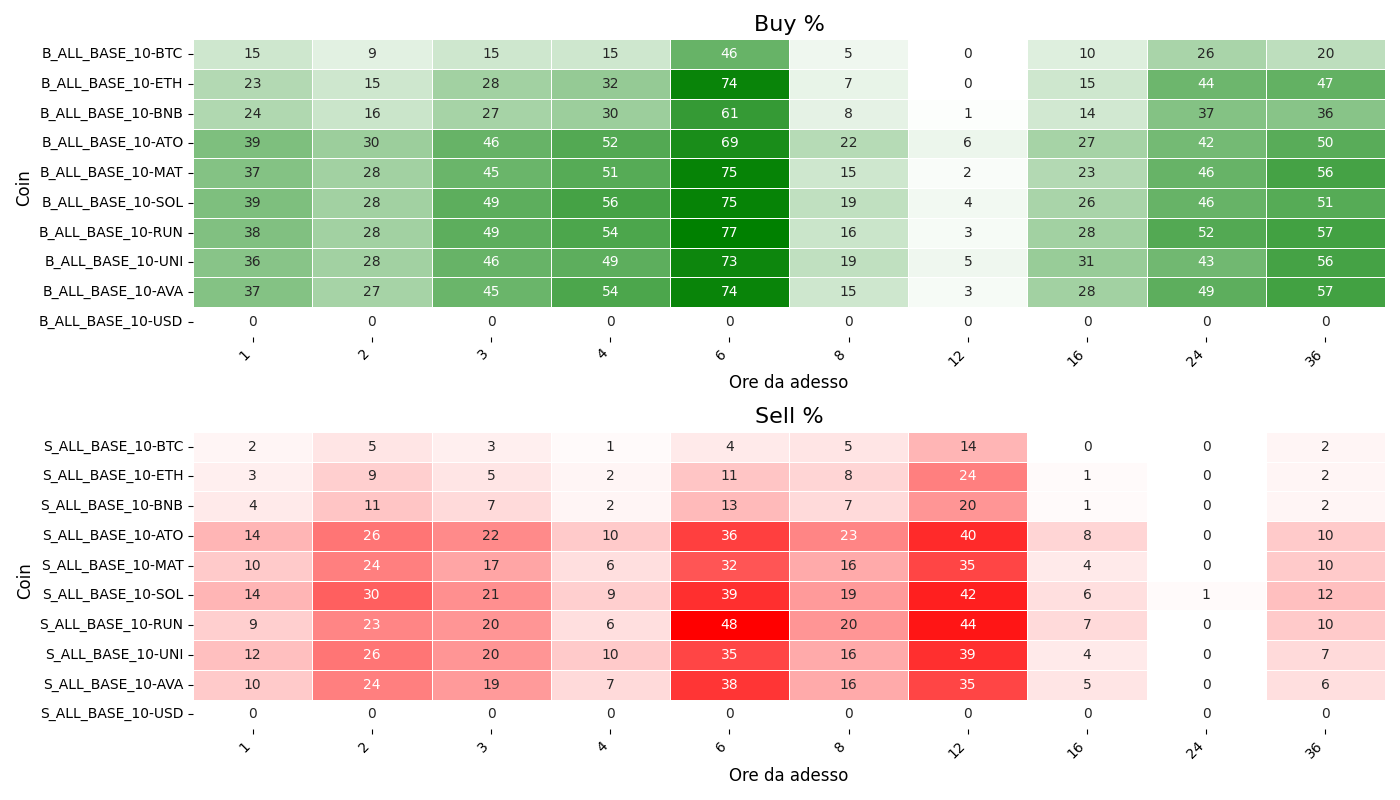 Buy %
Coin
B_ALL_BASE_10-BTC 15 9 15 15 46 5 0 10 26 20
B_ALL_BASE_10-ETH 23 15 28 32 74 7 0 15 44 47
B_ALL_BASE_10-BNB 24 16 27 30 61 8 1 14 37 36
B_ALL_BASE_10-ATO 39 30 46 52 69 22 6 27 42 50
B_ALL_BASE_10-MAT 37 28 45 51 75 15 2 23 46 56
B_ALL_BASE_10-SOL 39 28 49 56 75 19 4 26 46 51
B_ALL_BASE_10-RUN 38 28 49 54 77 16 3 28 52 57
B_ALL_BASE_10-UNI 36 28 46 49 73 19 5 31 43 56
B_ALL_BASE_10-AVA 37 27 45 54 74 15 3 28 49 57
B_ALL_BASE_10-USD 0 0 0 0 0 0 0 0 0 0
1 2 3 4 6 8 12 16 24 36
Ore da adesso
Sell %
Coin
S_ALL_BASE_10-BTC 2 5 3 1 4 5 14 0 0 2
S_ALL_BASE_10-ETH 3 9 5 2 11 8 24 1 0 2
S_ALL_BASE_10-BNB 4 11 7 2 13 7 20 1 0 2
S_ALL_BASE_10-ATO 14 26 22 10 36 23 40 8 0 10
S_ALL_BASE_10-MAT 10 24 17 6 32 16 35 4 0 10
S_ALL_BASE_10-SOL 14 30 21 9 39 19 42 6 1 12
S_ALL_BASE_10-RUN 9 23 20 6 48 20 44 7 0 10
S_ALL_BASE_10-UNI 12 26 20 10 35 16 39 4 0 7
S_ALL_BASE_10-AVA 10 24 19 7 38 16 35 5 0 6
S_ALL_BASE_10-USD 0 0 0 0 0 0 0 0 0 0
1 2 3 4 6 8 12 16 24 36
Ore da adesso